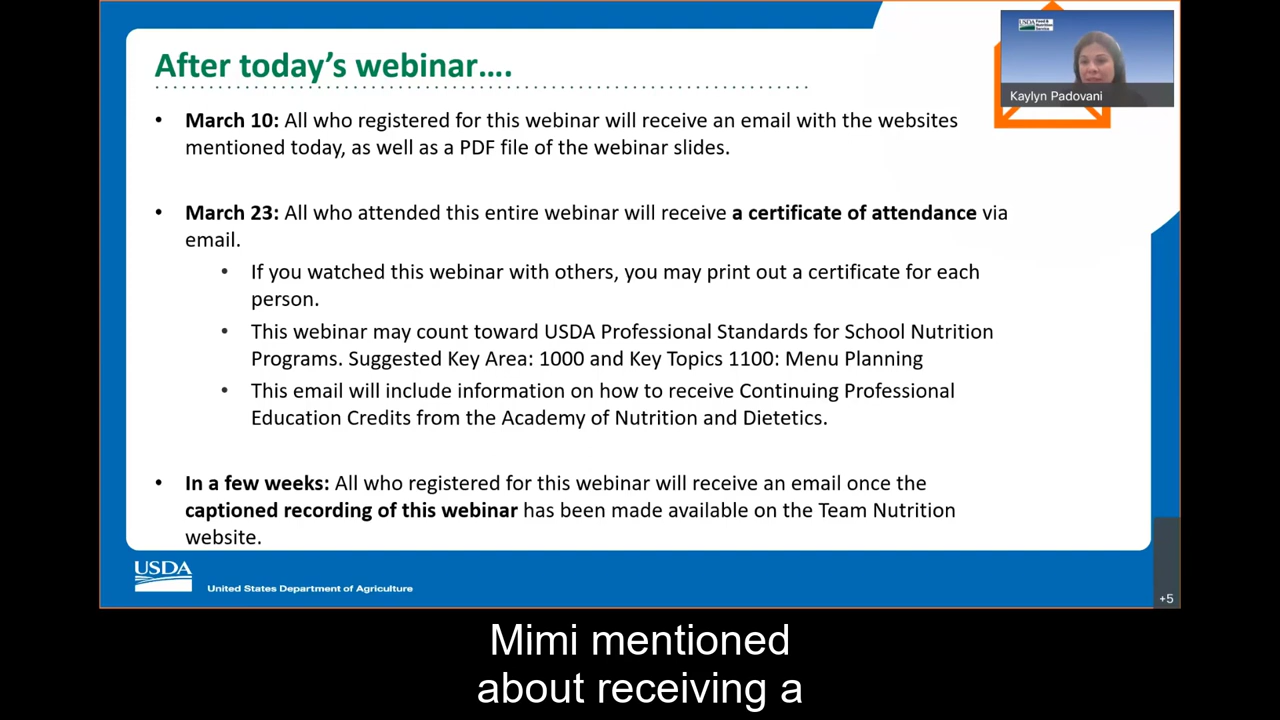 After today's webinar....
• March 10: All who registered for this webinar will receive an email with the websites
mentioned today, as well as a PDF file of the webinar slides.
• March 23: All who attended this entire webinar will receive a certificate of attendance via
email.
• If you watched this webinar with others, you may print out a certificate for each
person.
• This webinar may count toward USDA Professional Standards for School Nutrition
Programs. Suggested Key Area: 1000 and Key Topics 1100: Menu Planning
• This email will include information on how to receive Continuing Professional
Education Credits from the Academy of Nutrition and Dietetics.
• In a few weeks: All who registered for this webinar will receive an email once the
captioned recording of this webinar has been made available on the Team Nutrition
website.
USDA
Food &
Nutrition
Service
Kaylyn Padovani
USDA
United States Department of Agriculture
+5
Mimi mentioned
about receiving a